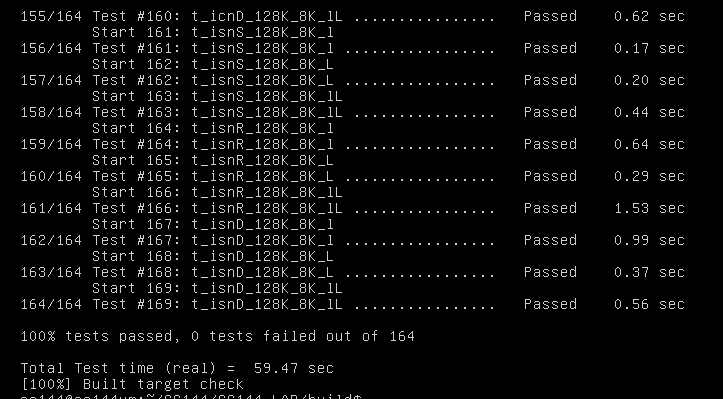 155/164 Test #160: t_icnD_128K_8K_lL ................   Passed    0.62 sec
        Start 161: t_isnS_128K_8K_l
156/164 Test #161: t_isnS_128K_8K_l .................   Passed    0.17 sec
        Start 162: t_isnS_128K_8K_L
157/164 Test #162: t_isnS_128K_8K_L .................   Passed    0.20 sec
        Start 163: t_isnS_128K_8K_lL
158/164 Test #163: t_isnS_128K_8K_lL ................   Passed    0.44 sec
        Start 164: t_isnR_128K_8K_l
159/164 Test #164: t_isnR_128K_8K_l .................   Passed    0.64 sec
        Start 165: t_isnR_128K_8K_L
160/164 Test #165: t_isnR_128K_8K_L .................   Passed    0.29 sec
        Start 166: t_isnR_128K_8K_lL
161/164 Test #166: t_isnR_128K_8K_lL ................   Passed    1.53 sec
        Start 167: t_isnD_128K_8K_l
162/164 Test #167: t_isnD_128K_8K_l .................   Passed    0.99 sec
        Start 168: t_isnD_128K_8K_L
163/164 Test #168: t_isnD_128K_8K_L .................   Passed    0.37 sec
        Start 169: t_isnD_128K_8K_lL
164/164 Test #169: t_isnD_128K_8K_lL ................   Passed    0.56 sec
100% tests passed, 0 tests failed out of 164
Total Test time (real) =  59.47 sec
[100%] Built target check